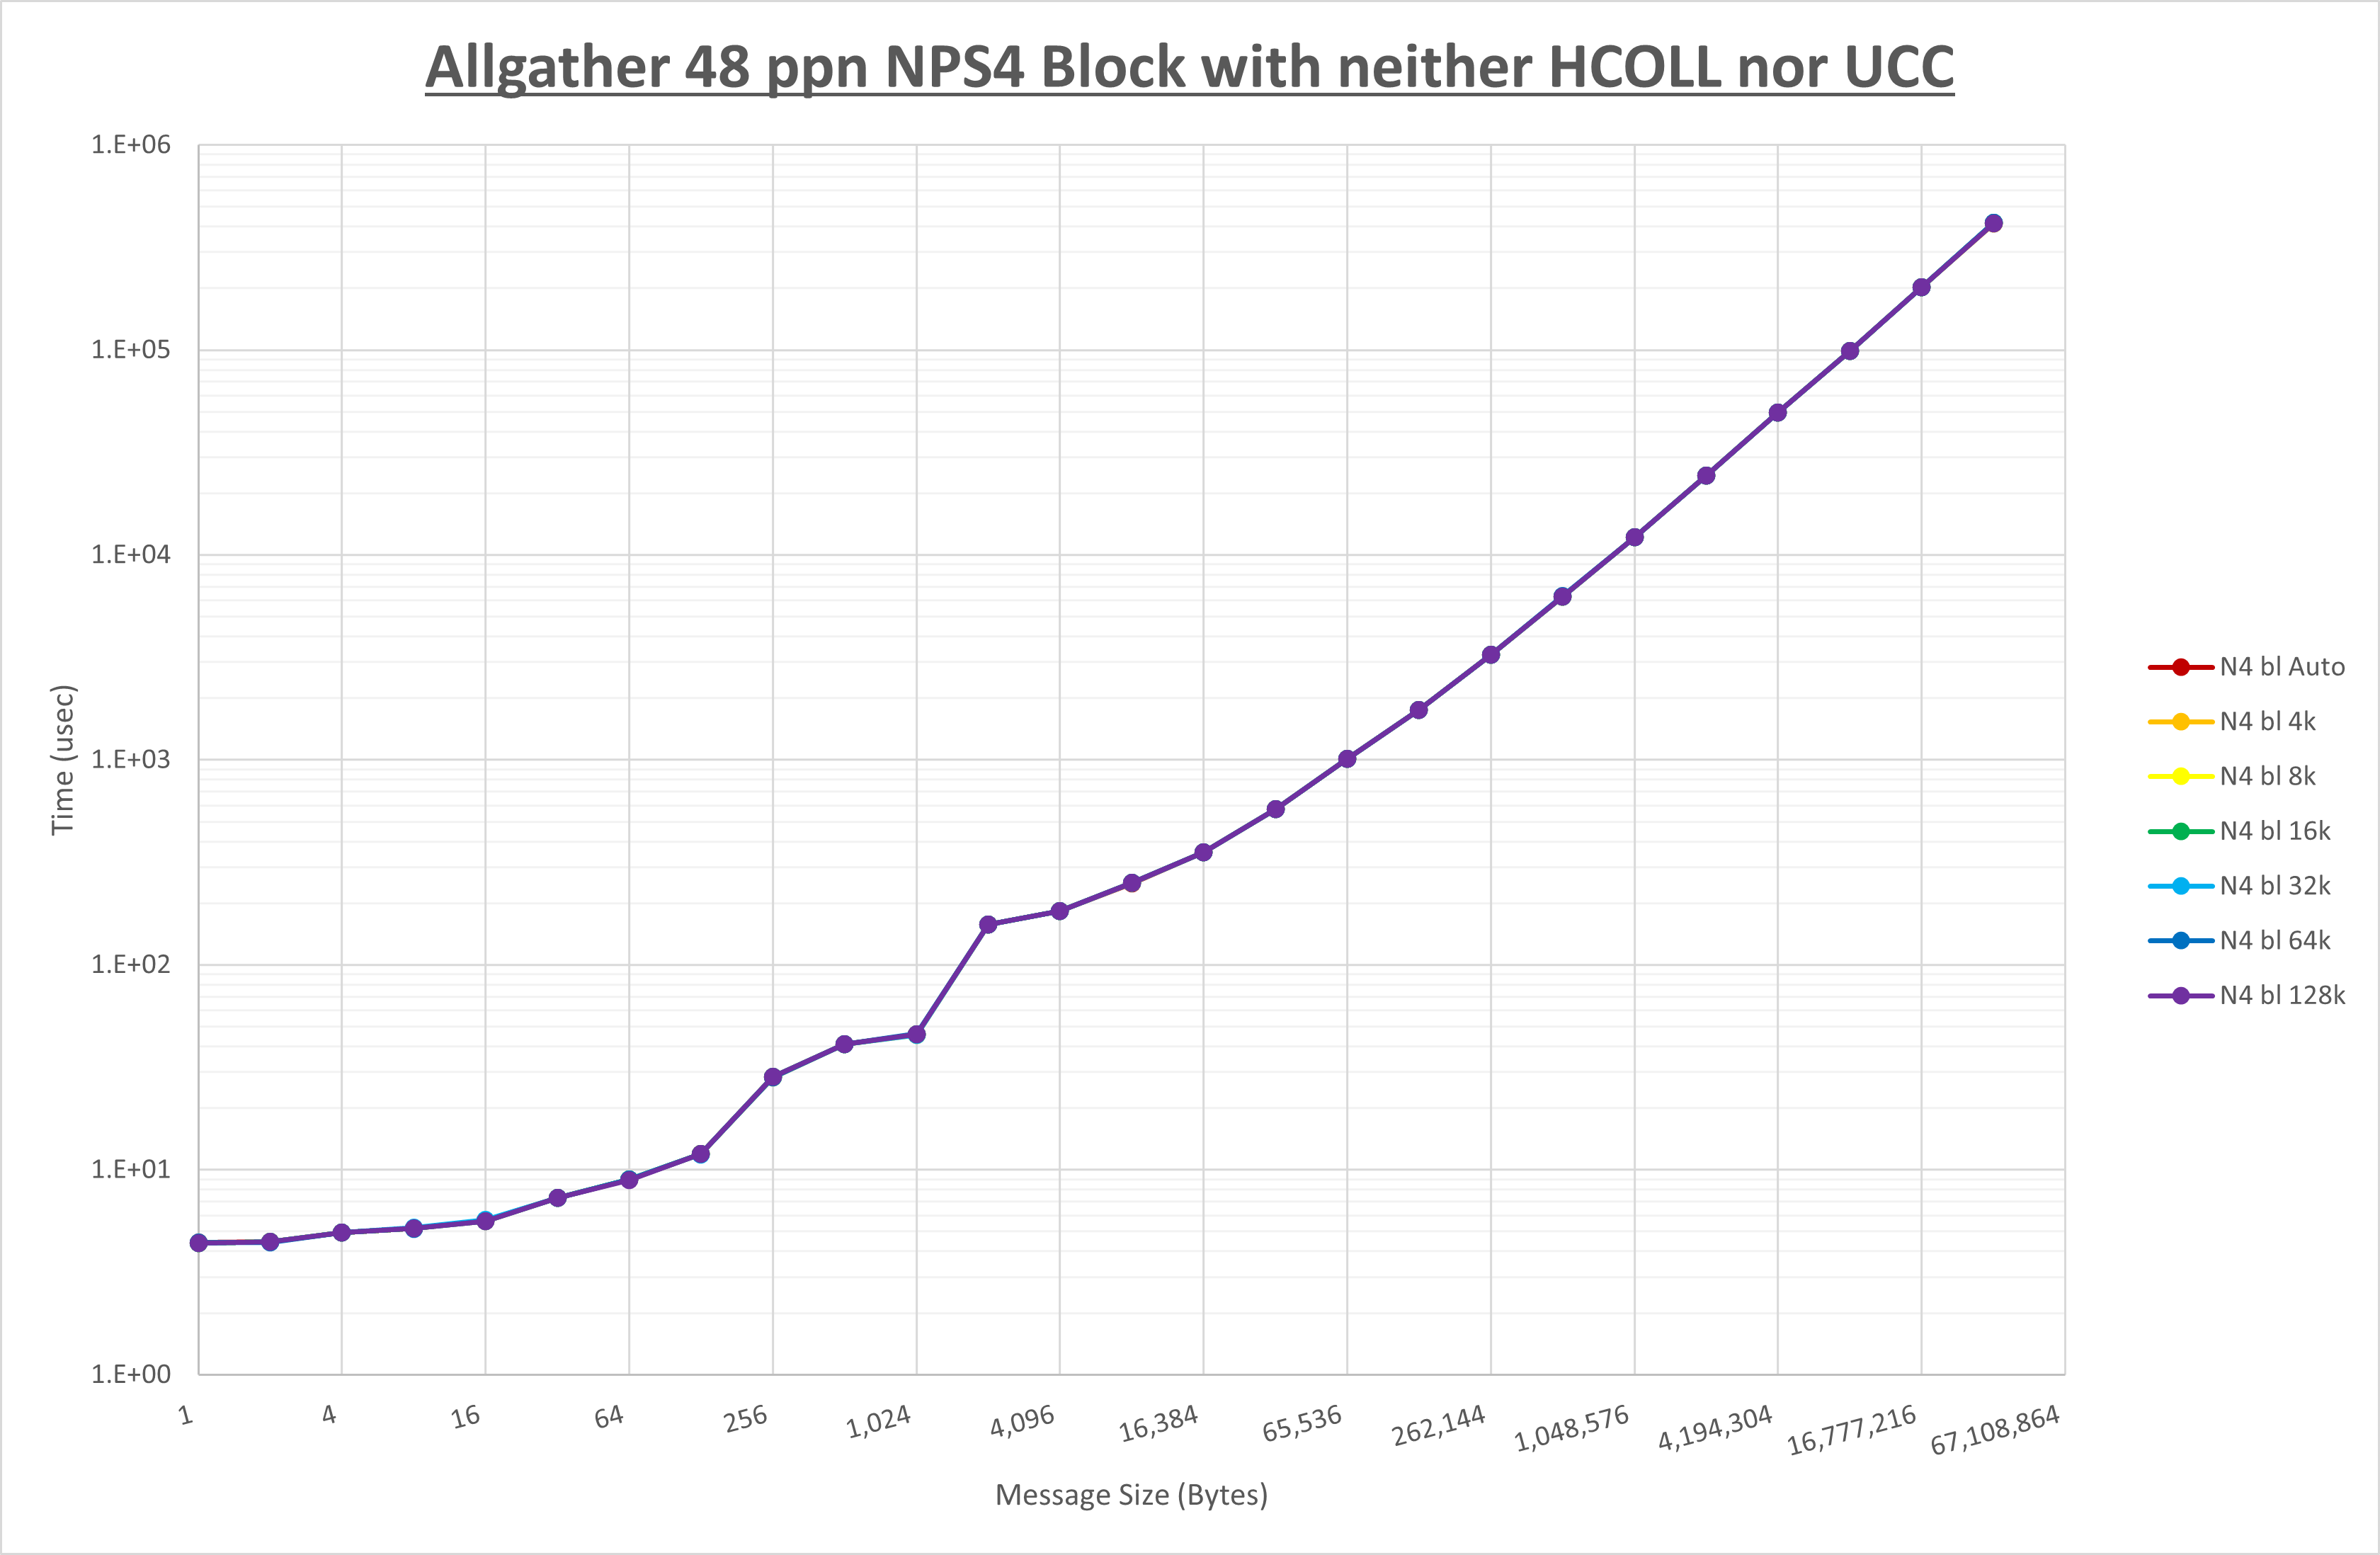 Allgather 48 ppn NPS4 Block with neither HCOLL nor UCC
1.E+06
1.E+05
1.E+04
1.E+03
1.E+02
1.E+01
1.E+00
Time (usec)
1
4
16
64
256
1,024
4,096
16,384
65,536
262,144
1,048,576
4,194,304
16,777,216
67,108,864
Message Size (Bytes)
N4 bl Auto
N4 bl 4k
N4 bl 8k
N4 bl 16k
N4 bl 32k
N4 bl 64k
N4 bl 128k